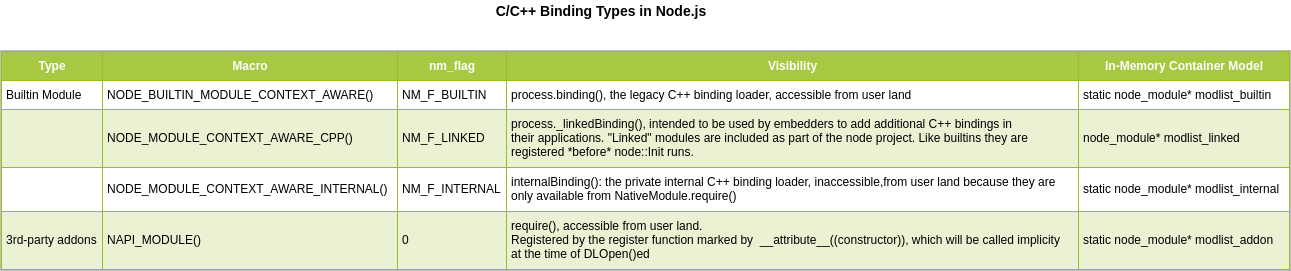 C/C++ Binding Types in Node.js
Type Macro nm_flag Visibility In-Memory Container Model
Builtin Module NODE_BUILTIN_MODULE_CONTEXT_AWARE() NM_F_BUILTIN process.binding(), the legacy C++ binding loader, accessible from user land static node_module* modlist_builtin
NODE_MODULE_CONTEXT_AWARE_CPP() NM_F_LINKED process._linkedBinding(), intended to be used by embedders to add additional C++ bindings in
their applications. "Linked" modules are included as part of the node project. Like builtins they are
registered *before* node::Init runs. node_module* modlist_linked
NODE_MODULE_CONTEXT_AWARE_INTERNAL() NM_F_INTERNAL internalBinding(): the private internal C++ binding loader, inaccessible,from user land because they are
only available from NativeModule.require() static node_module* modlist_internal
3rd-party addons NAPI_MODULE() 0 require(), accessible from user land.
Registered by the register function marked by __attribute__((constructor)), which will be called implicity
at the time of DLOpen()ed static node_module* modlist_addon